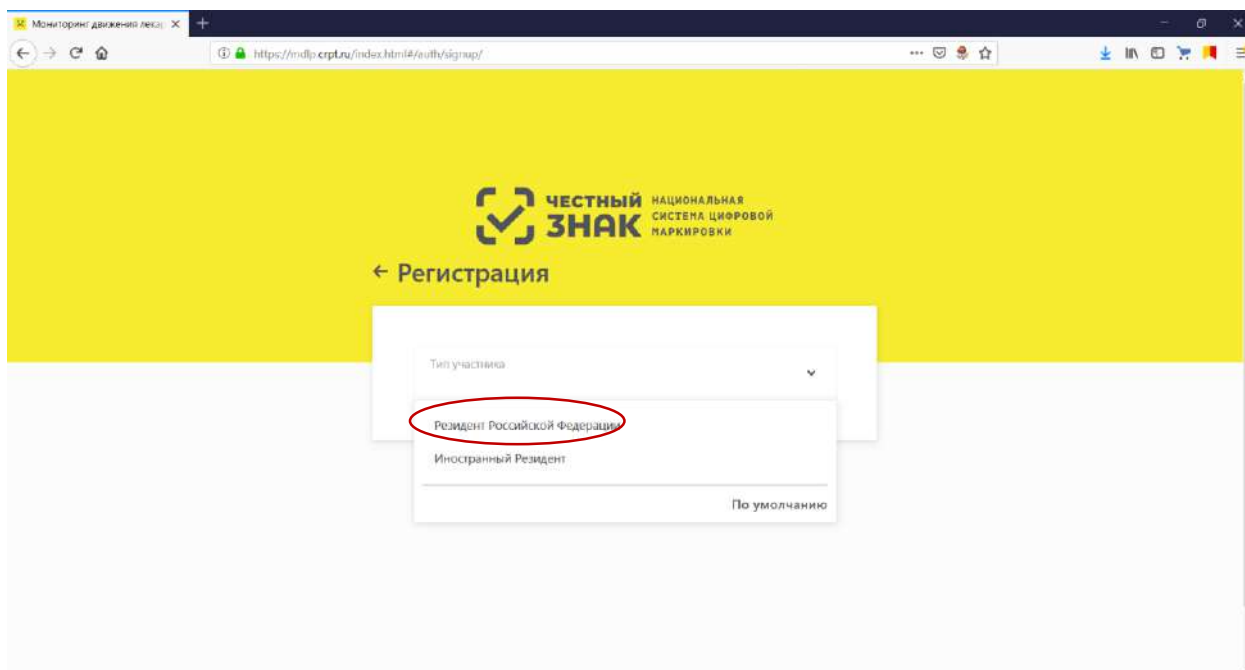 Мониторинг движения лекар
https://mdlp.crpt.ru/index.html#/auth/signup/
ЧЕСТНЫЙ ЗНАК
НАЦИОНАЛЬНАЯ
СИСТЕМА ЦИФРОВОЙ
МАРКИРОВКИ
← Регистрация
Тип участника
Резидент Российской Федерации
Иностранный Резидент
По умолчанию